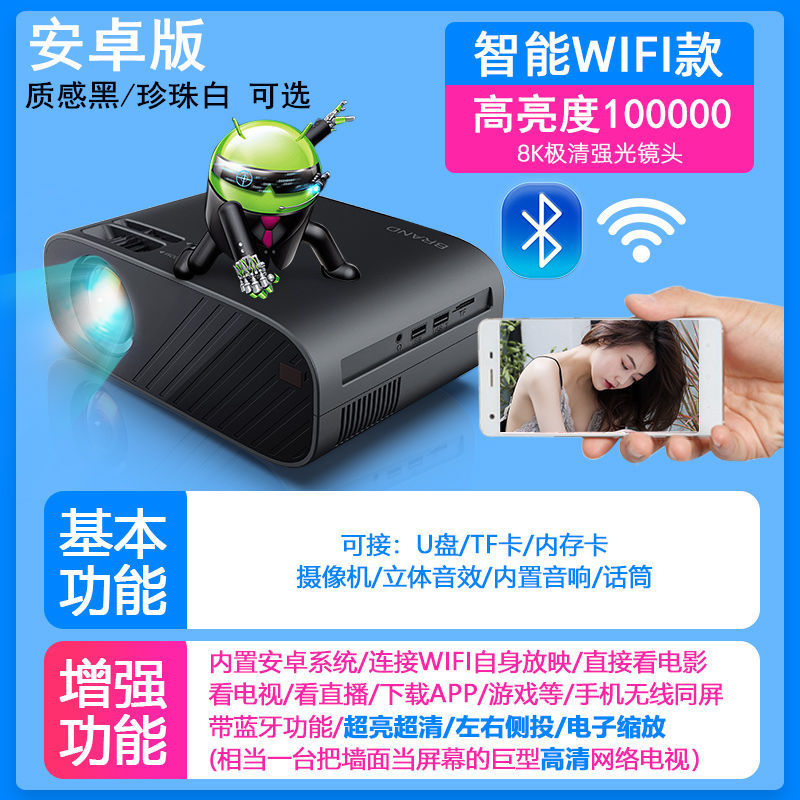 安卓版
质感黑/珍珠白 可选
智能WIFI款
高亮度100000
8K极清强光镜头
BRAND
TF
基本
功能
可接：U盘/TF卡/内存卡
摄像机/立体音效/内置音响/话筒
增强
功能
内置安卓系统/连接WIFI自身放映/直接看电影
看电视/看直播/下载APP/游戏等/手机无线同屏
带蓝牙功能/超亮超清/左右侧投/电子缩放
(相当一台把墙面当屏幕的巨型高清网络电视）